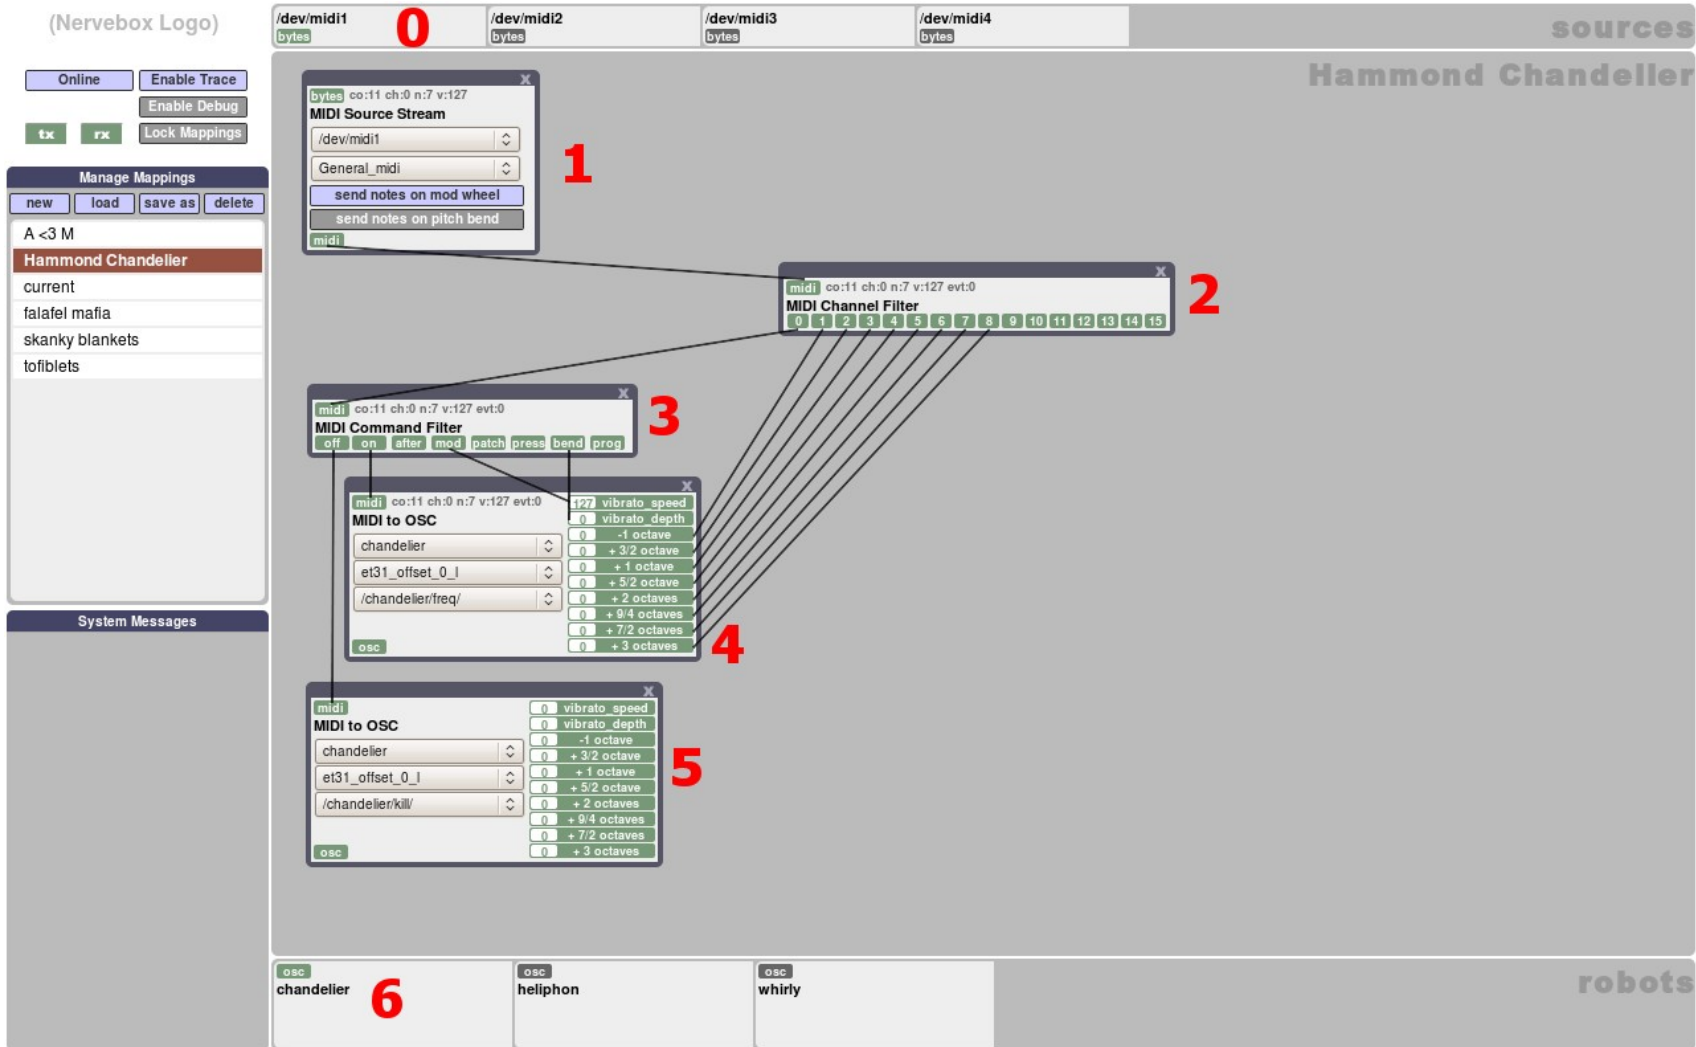 (Nervebox Logo)
/dev/midi1
bytes
0
/dev/midi2
bytes
/dev/midi3
bytes
/dev/midi4
bytes
sources
Online
Enable Trace
Enable Debug
tx
rx
Lock Mappings
Manage Mappings
new
load
save as
delete
A <3 M
Hammond Chandelier
current
falafel mafia
skanky blankets
tofiblets
System Messages
Hammond Chandelier
X
bytes co:11 ch:0 n:7 v:127
MIDI Source Stream
/dev/midi1
General_midi
send notes on mod wheel
send notes on pitch bend
midi
1
X
midi co:11 ch:0 n:7 v:127 evt:0
MIDI Channel Filter
0 1 2 3 4 5 6 7 8 9 10 11 12 13 14 15
2
X
midi co:11 ch:0 n:7 v:127 evt:0
MIDI Command Filter
off on after mod patch press bend prog
3
X
midi co:11 ch:0 n:7 v:127 evt:0
MIDI to OSC
chandelier
et31_offset_0_l
/chandelier/freq/
osc
127 vibrato_speed
0 vibrato_depth
0 -1 octave
0 + 3/2 octave
0 + 1 octave
0 + 5/2 octave
0 + 2 octaves
0 + 9/4 octaves
0 + 7/2 octaves
0 + 3 octaves
4
X
midi
MIDI to OSC
chandelier
et31_offset_0_l
/chandelier/kill/
osc
0 vibrato_speed
0 vibrato_depth
0 -1 octave
0 + 3/2 octave
0 + 1 octave
0 + 5/2 octave
0 + 2 octaves
0 + 9/4 octaves
0 + 7/2 octaves
0 + 3 octaves
5
osc
chandelier
6
osc
heliphon
osc
whirly
robots